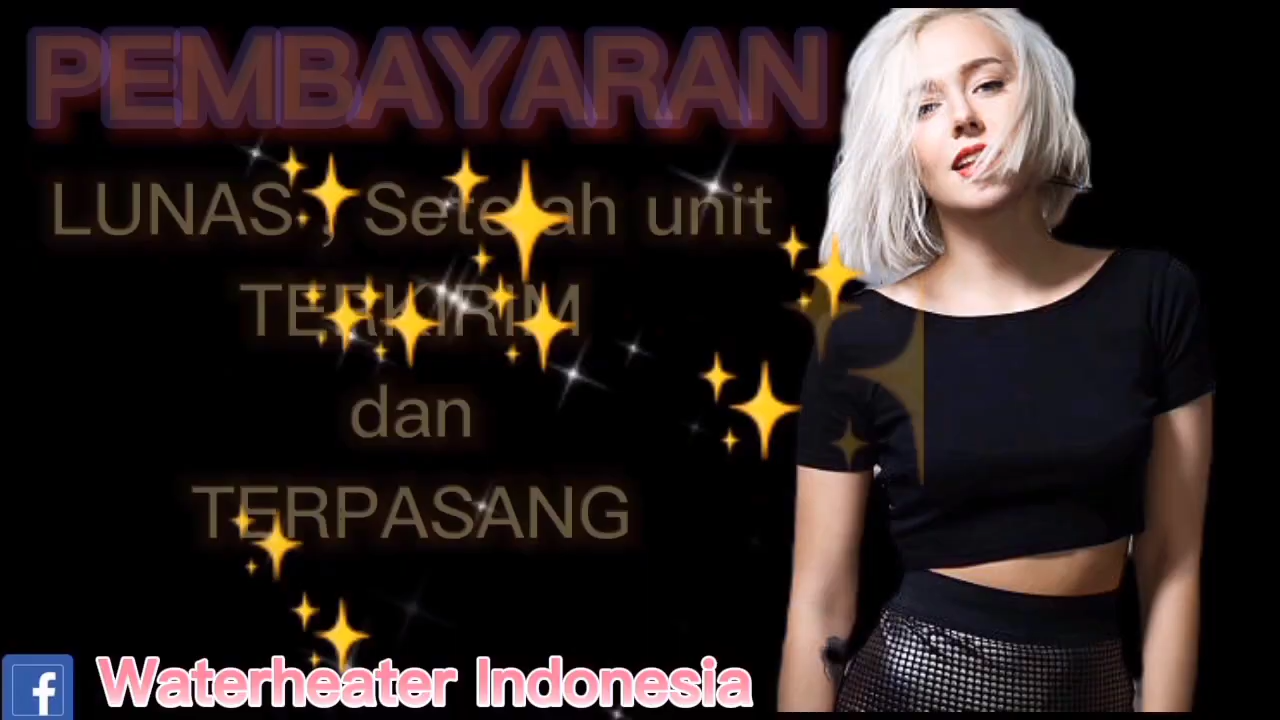 PEMBAYARAN
LUNAS , Setelah unit
TERKIRIM
dan
TERPASANG
f Waterheater Indonesia